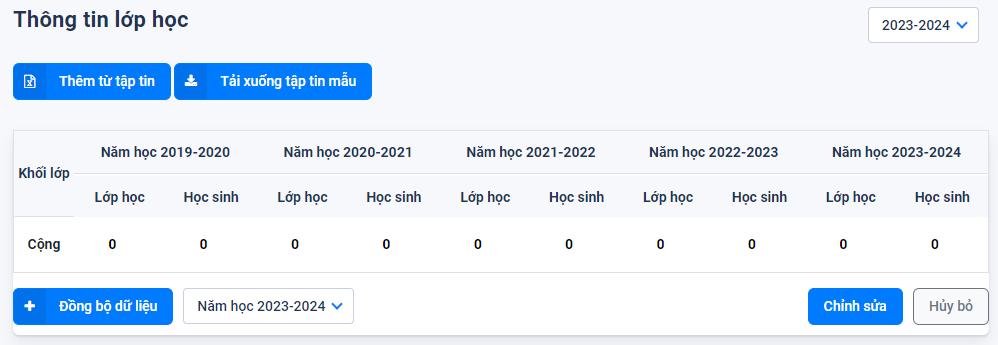 Thông tin lớp học
2023-2024
Thêm từ tập tin Tải xuống tập tin mẫu
Khối lớp Năm học 2019-2020 Năm học 2020-2021 Năm học 2021-2022 Năm học 2022-2023 Năm học 2023-2024
Lớp học Học sinh Lớp học Học sinh Lớp học Học sinh Lớp học Học sinh Lớp học Học sinh
Cộng 0 0 0 0 0 0 0 0 0 0
Đồng bộ dữ liệu Năm học 2023-2024 Chỉnh sửa Hủy bỏ